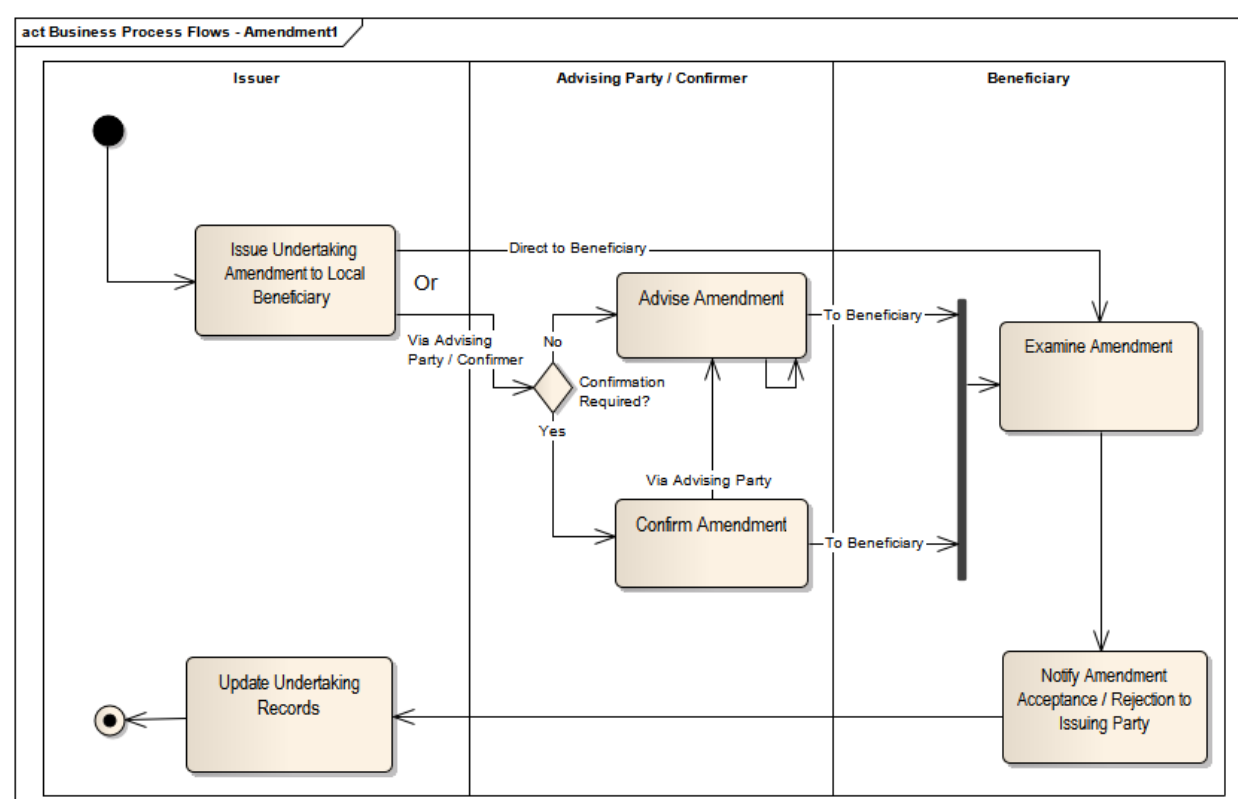 act Business Process Flows - Amendment1
Issuer
Advising Party / Confirmer
Beneficiary
Issue Undertaking
Amendment to Local
Beneficiary
Direct to Beneficiary
Or
Via Advising
Party / Confirmer
No
Confirmation
Required?
Yes
Advise Amendment
To Beneficiary
Examine Amendment
Via Advising Party
Confirm Amendment
To Beneficiary
Update Undertaking
Records
Notify Amendment
Acceptance / Rejection to
Issuing Party